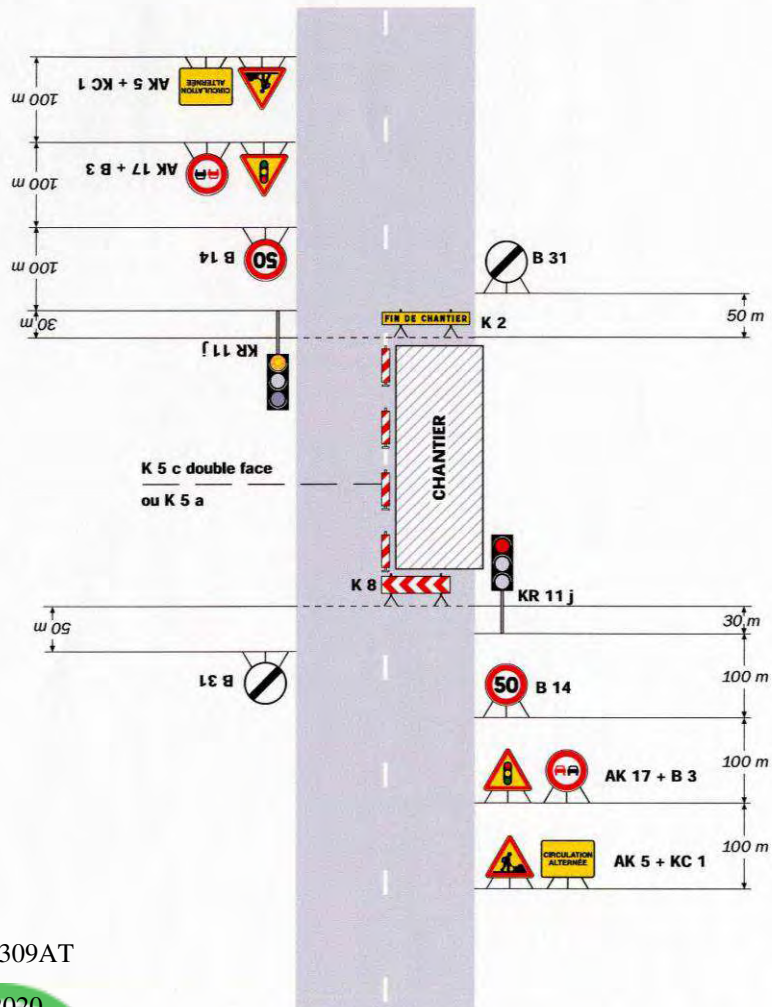 100 m
AK 5 + KC 1
CIRCULATION
ALTERNÉE
100 m
AK 17 + B 3
100 m
B 14
50
30 m
KR 11 j
B 31
FIN DE CHANTIER
K 2
50 m
CHANTIER
K 5 c double face
ou K 5 a
K 8
KR 11 j
30 m
50 m
B 31
50
B 14
100 m
AK 17 + B 3
100 m
CIRCULATION
ALTERNÉE
AK 5 + KC 1
100 m
309AT